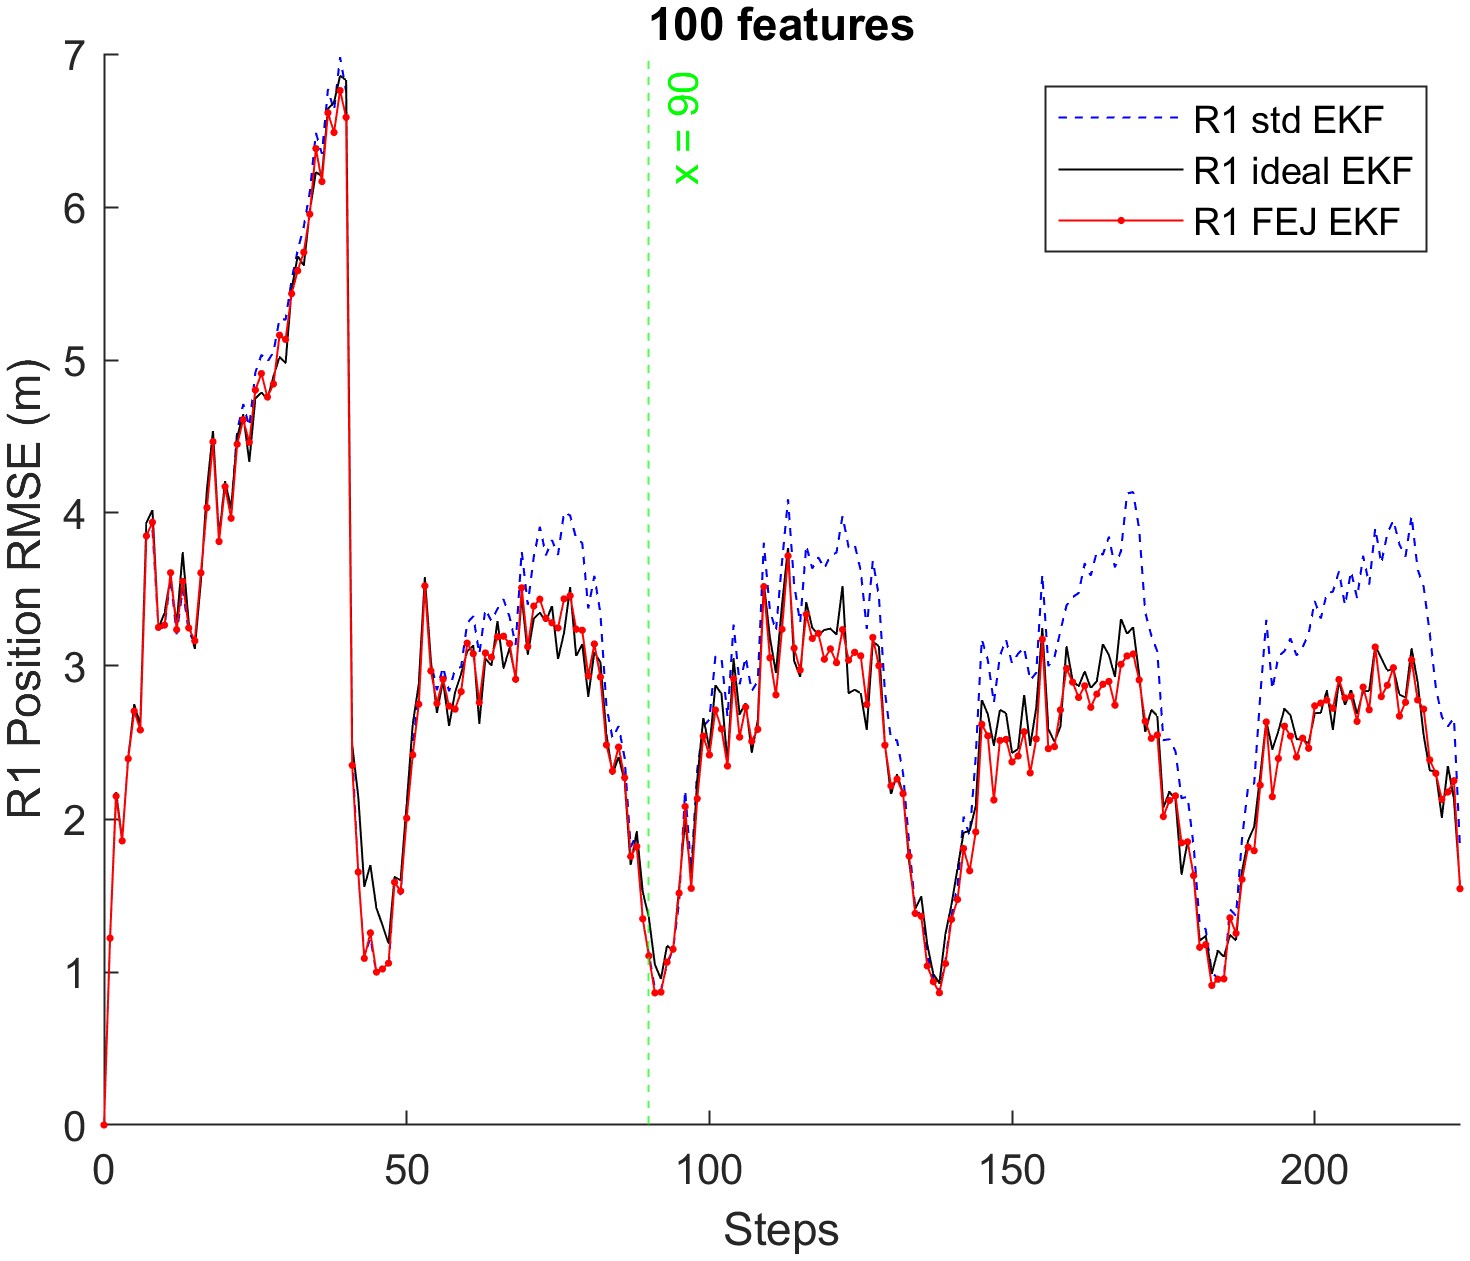 100 features
x = 90
R1 std EKF
R1 ideal EKF
R1 FEJ EKF
R1 Position RMSE (m)
7
6
5
4
3
2
1
0
0 50 100 150 200
Steps